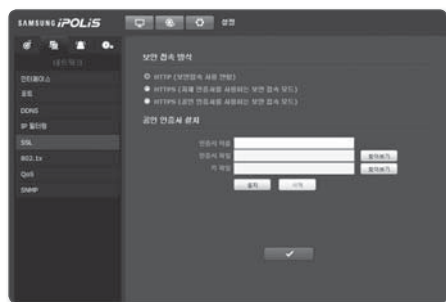 SAMSUNG iPOLiS
설정
네트워크
인터페이스
포트
DDNS
IP 필터링
SSL
802.1x
QoS
SNMP
보안 접속 방식
HTTP (보안접속 사용 안함)
HTTPS (자체 인증서를 사용하는 보안 접속 모드)
HTTPS (공인 인증서를 사용하는 보안 접속 모드)
공인 인증서 설치
인증서 이름
인증서 파일 찾아보기
키 파일 찾아보기
설치 삭제